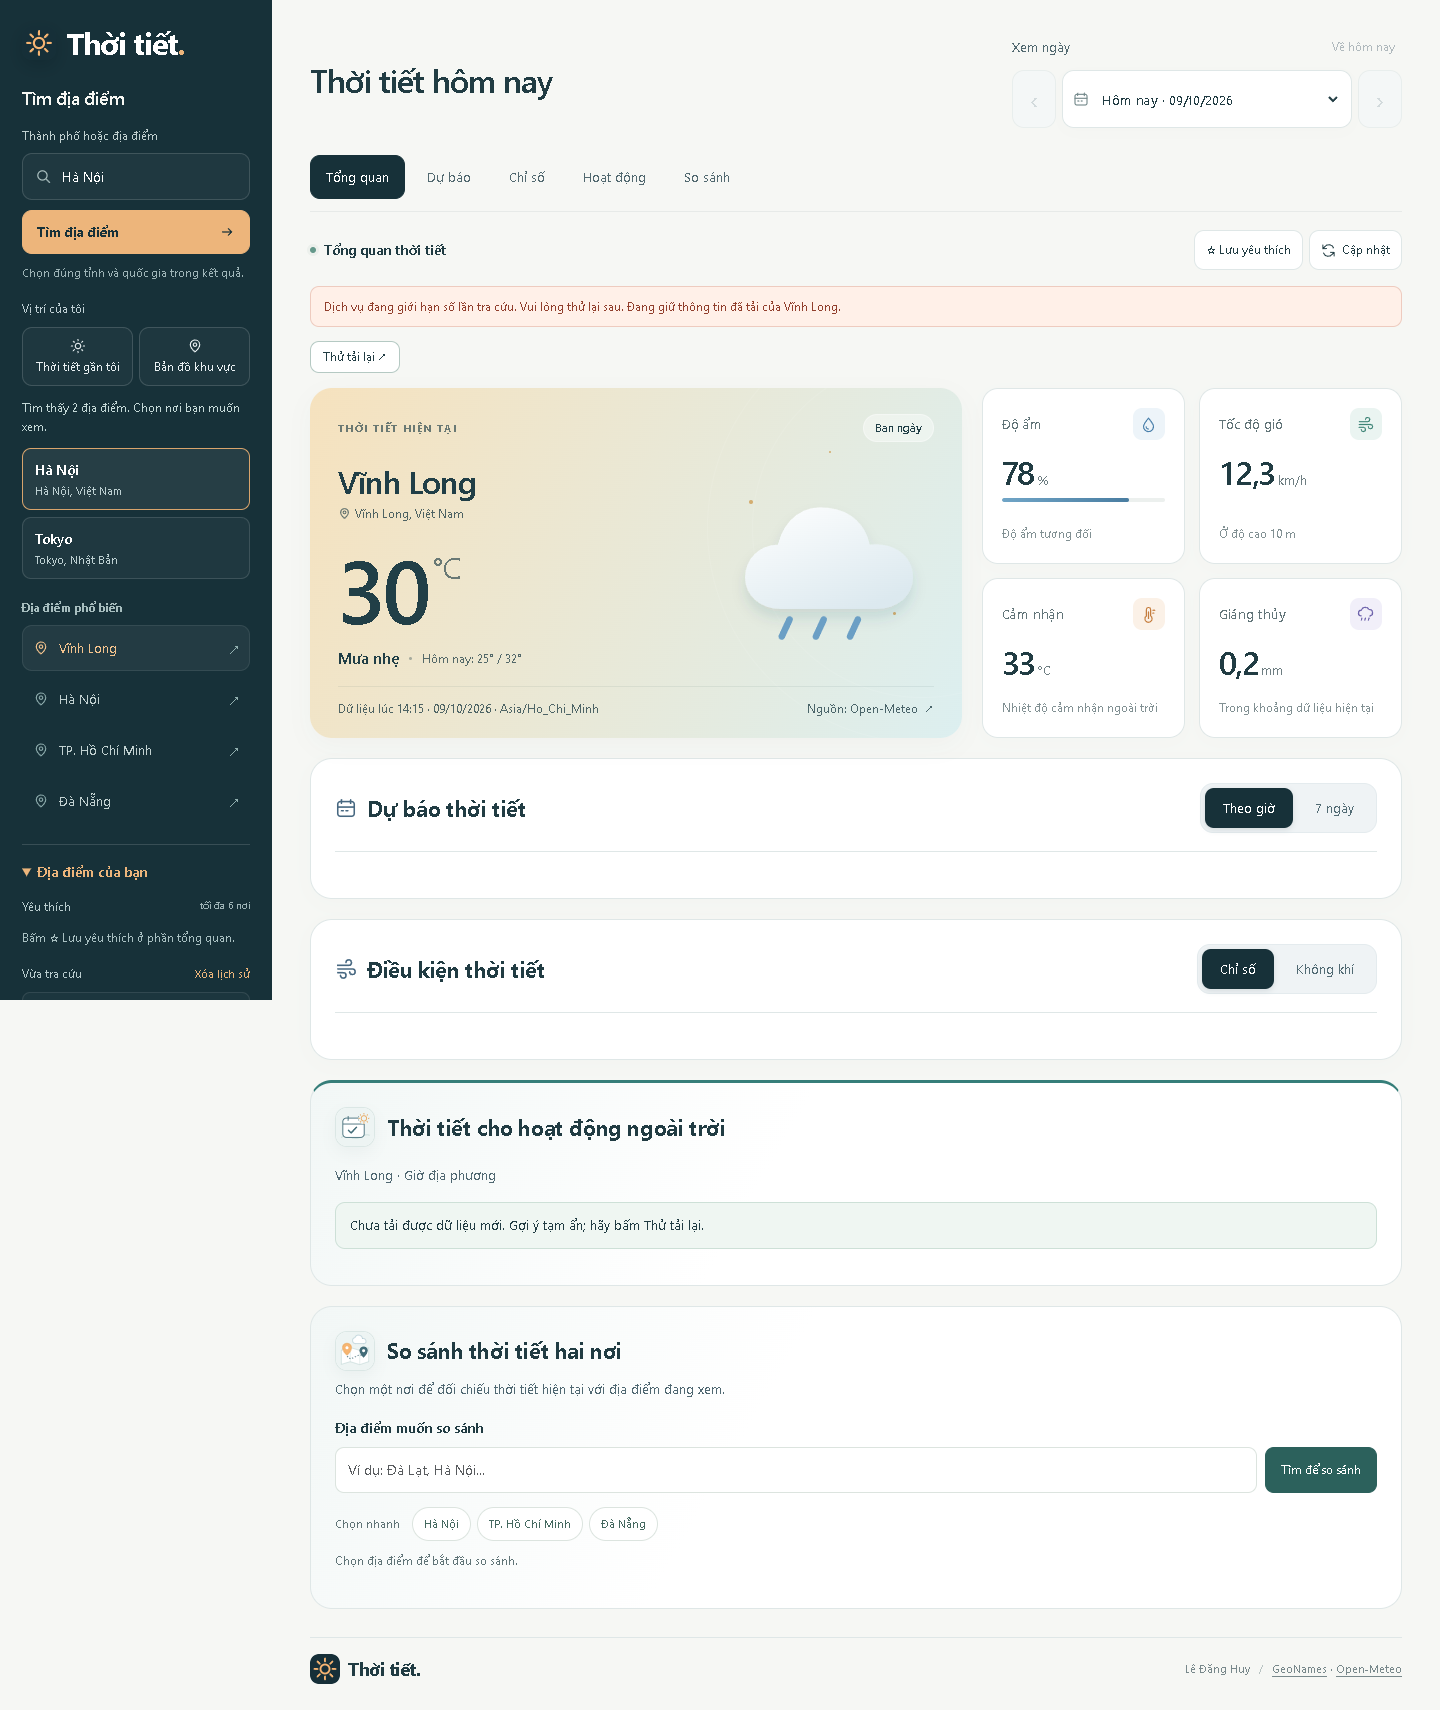 Thời tiết.
Tìm địa điểm
Thành phố hoặc địa điểm
Hà Nội
Tìm địa điểm →
Chọn đúng tỉnh và quốc gia trong kết quả.
Vị trí của tôi
Thời tiết gần tôi
Bản đồ khu vực
Tìm thấy 2 địa điểm. Chọn nơi bạn muốn
xem.
Hà Nội
Hà Nội, Việt Nam
Tokyo
Tokyo, Nhật Bản
Địa điểm phổ biến
Vĩnh Long ↗
Hà Nội ↗
TP. Hồ Chí Minh ↗
Đà Nẵng ↗
▼ Địa điểm của bạn
Yêu thích tối đa 6 nơi
Bấm ☆ Lưu yêu thích ở phần tổng quan.
Vừa tra cứu Xóa lịch sử
Thời tiết hôm nay
Xem ngày Về hôm nay
‹ Hôm nay · 09/10/2026 ›
Tổng quan Dự báo Chỉ số Hoạt động So sánh
Tổng quan thời tiết
☆ Lưu yêu thích Cập nhật
Dịch vụ đang giới hạn số lần tra cứu. Vui lòng thử lại sau. Đang giữ thông tin đã tải của Vĩnh Long.
Thử tải lại ↗
THỜI TIẾT HIỆN TẠI Ban ngày
Vĩnh Long
Vĩnh Long, Việt Nam
30°C
Mưa nhẹ • Hôm nay: 25° / 32°
Dữ liệu lúc 14:15 · 09/10/2026 · Asia/Ho_Chi_Minh Nguồn: Open-Meteo ↗
Độ ẩm
78 %
Độ ẩm tương đối
Tốc độ gió
12,3 km/h
Ở độ cao 10 m
Cảm nhận
33 °C
Nhiệt độ cảm nhận ngoài trời
Giáng thủy
0,2 mm
Trong khoảng dữ liệu hiện tại
Dự báo thời tiết
Theo giờ 7 ngày
Điều kiện thời tiết
Chỉ số Không khí
Thời tiết cho hoạt động ngoài trời
Vĩnh Long · Giờ địa phương
Chưa tải được dữ liệu mới. Gợi ý tạm ẩn; hãy bấm Thử tải lại.
So sánh thời tiết hai nơi
Chọn một nơi để đối chiếu thời tiết hiện tại với địa điểm đang xem.
Địa điểm muốn so sánh
Ví dụ: Đà Lạt, Hà Nội...
Tìm để so sánh
Chọn nhanh Hà Nội TP. Hồ Chí Minh Đà Nẵng
Chọn địa điểm để bắt đầu so sánh.
Thời tiết.
Lê Đăng Huy / GeoNames · Open-Meteo